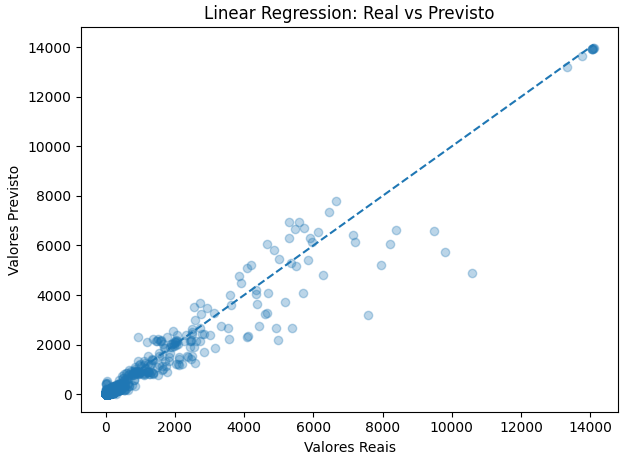 Linear Regression: Real vs Previsto
14000
12000
10000
8000
6000
4000
2000
0
Valores Previsto
0 2000 4000 6000 8000 10000 12000 14000
Valores Reais